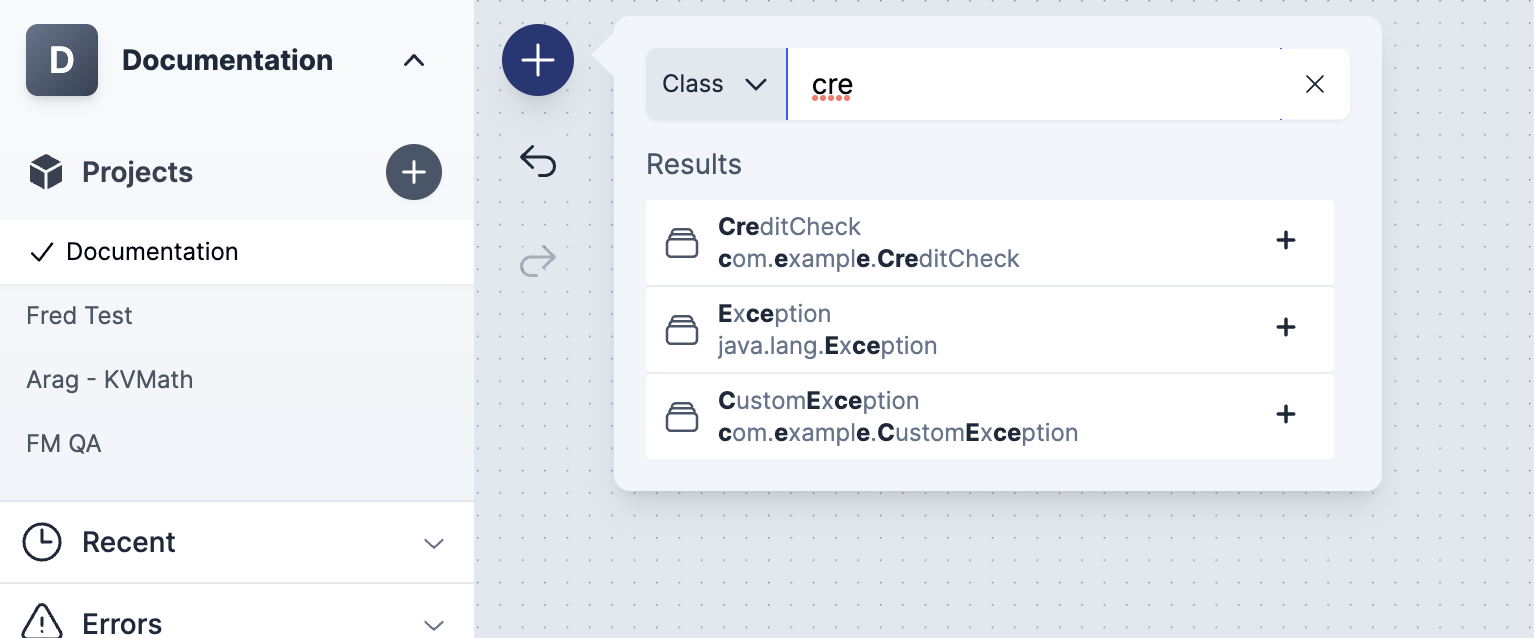 D Documentation
Projects
Documentation
Fred Test
Arag - KVMath
FM QA
Recent
Errors
Class cre
Results
CreditCheck
com.example.CreditCheck
Exception
java.lang.Exception
CustomException
com.example.CustomException